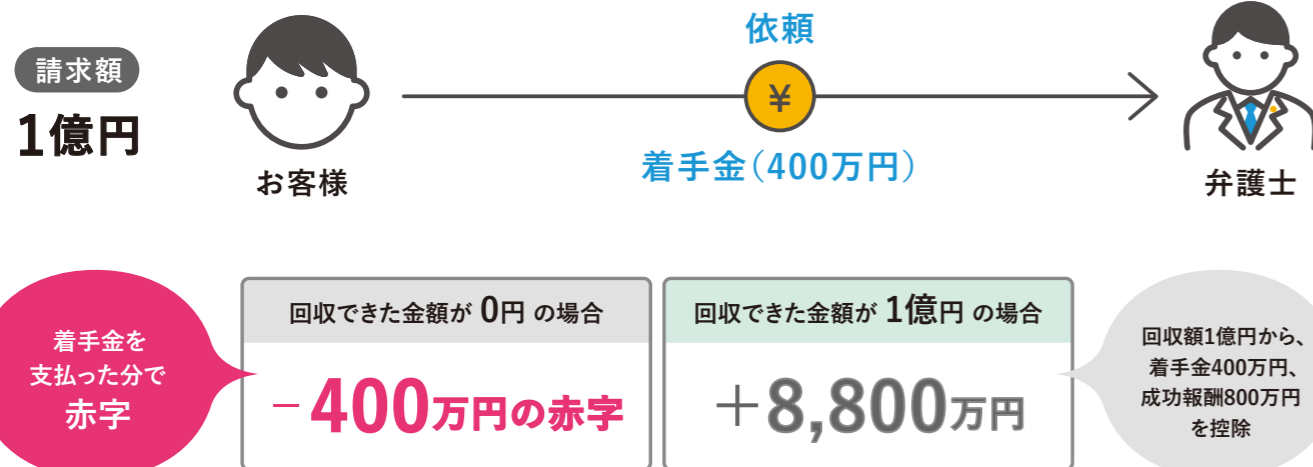 請求額
1億円
お客様
依頼
¥
着手金(400万円)
弁護士
着手金を
支払った分で
赤字
回収できた金額が 0円 の場合
−400万円の赤字
回収できた金額が 1億円 の場合
+8,800万円
回収額1億円から、
着手金400万円、
成功報酬800万円
を控除